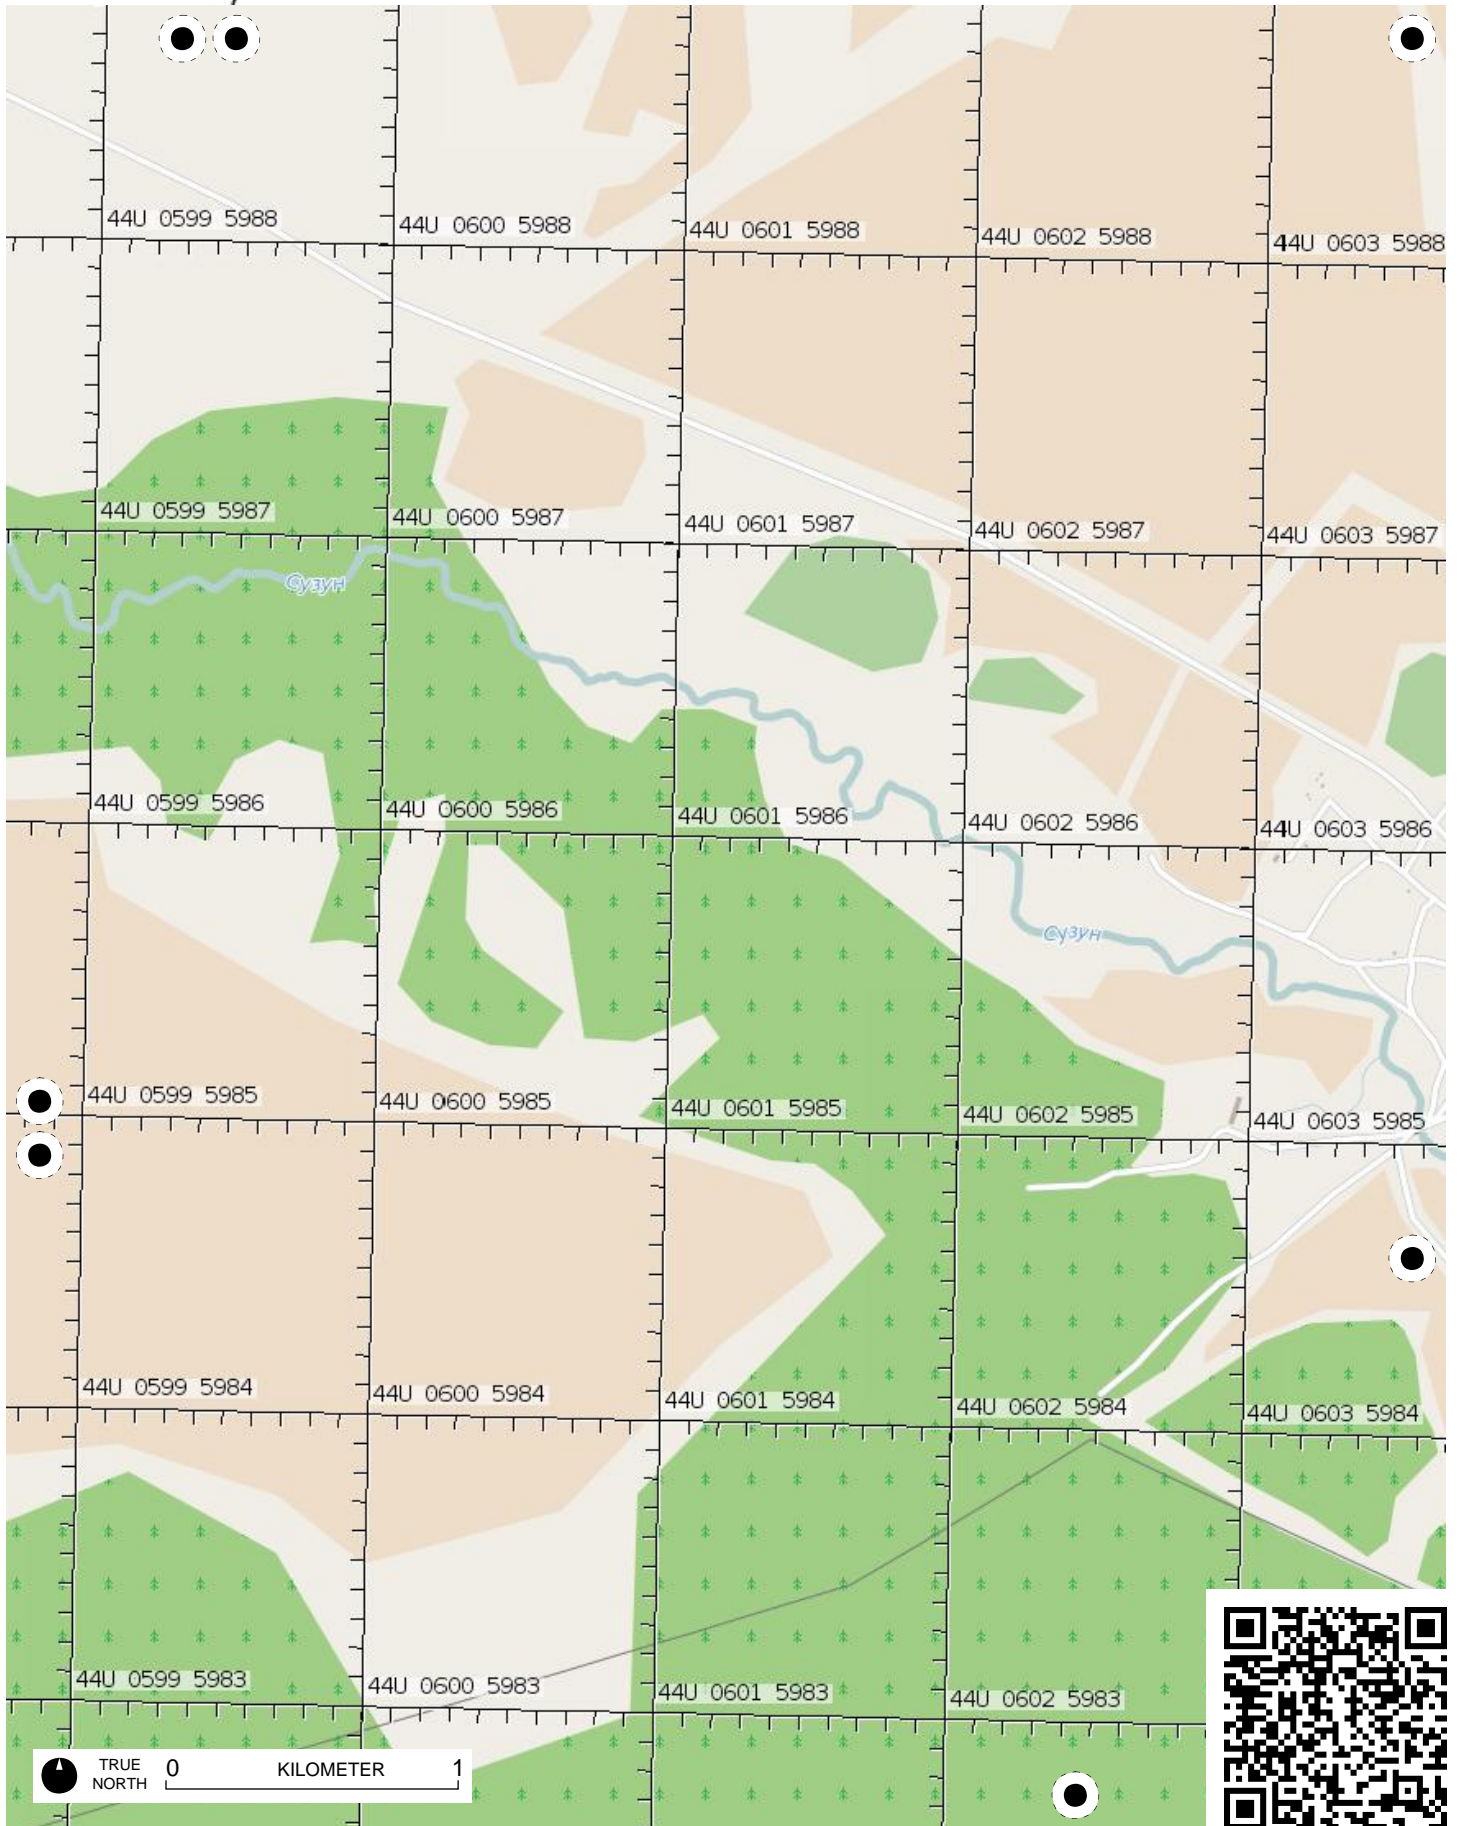 44U 0599 5988
44U 0600 5988
44U 0601 5988
44U 0602 5988
44U 0603 5988
44U 0599 5987
44U 0600 5987
44U 0601 5987
44U 0602 5987
44U 0603 5987
Сузун
44U 0599 5986
44U 0600 5986
44U 0601 5986
44U 0602 5986
44U 0603 5986
Сузун
44U 0599 5985
44U 0600 5985
44U 0601 5985
44U 0602 5985
44U 0603 5985
44U 0599 5984
44U 0600 5984
44U 0601 5984
44U 0602 5984
44U 0603 5984
44U 0599 5983
44U 0600 5983
44U 0601 5983
44U 0602 5983
TRUE NORTH
0 KILOMETER 1